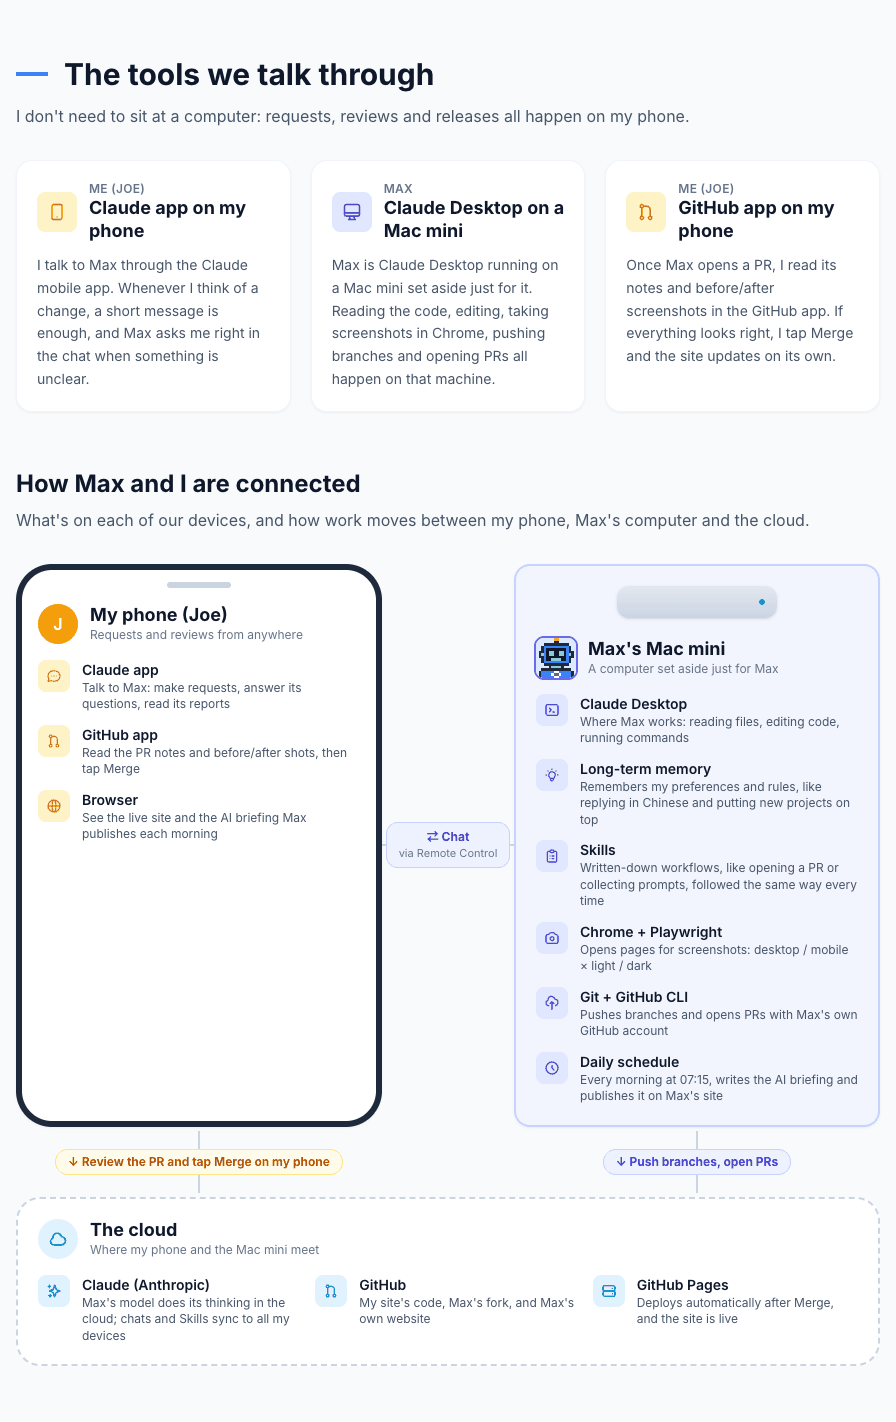 The tools we talk through
I don't need to sit at a computer: requests, reviews and releases all happen on my phone.
ME (JOE)
Claude app on my
phone
I talk to Max through the Claude
mobile app. Whenever I think of a
change, a short message is
enough, and Max asks me right in
the chat when something is
unclear.
MAX
Claude Desktop on a
Mac mini
Max is Claude Desktop running on
a Mac mini set aside just for it.
Reading the code, editing, taking
screenshots in Chrome, pushing
branches and opening PRs all
happen on that machine.
ME (JOE)
GitHub app on my
phone
Once Max opens a PR, I read its
notes and before/after
screenshots in the GitHub app. If
everything looks right, I tap Merge
and the site updates on its own.
How Max and I are connected
What's on each of our devices, and how work moves between my phone, Max's computer and the cloud.
J
My phone (Joe)
Requests and reviews from anywhere
Claude app
Talk to Max: make requests, answer its
questions, read its reports
GitHub app
Read the PR notes and before/after shots, then
tap Merge
Browser
See the live site and the AI briefing Max
publishes each morning
⇄ Chat
via Remote Control
Max's Mac mini
A computer set aside just for Max
Claude Desktop
Where Max works: reading files, editing code,
running commands
Long-term memory
Remembers my preferences and rules, like
replying in Chinese and putting new projects on
top
Skills
Written-down workflows, like opening a PR or
collecting prompts, followed the same way every
time
Chrome + Playwright
Opens pages for screenshots: desktop / mobile
× light / dark
Git + GitHub CLI
Pushes branches and opens PRs with Max's own
GitHub account
Daily schedule
Every morning at 07:15, writes the AI briefing and
publishes it on Max's site
↓ Review the PR and tap Merge on my phone
↓ Push branches, open PRs
The cloud
Where my phone and the Mac mini meet
Claude (Anthropic)
Max's model does its thinking in the
cloud; chats and Skills sync to all my
devices
GitHub
My site's code, Max's fork, and Max's
own website
GitHub Pages
Deploys automatically after Merge,
and the site is live